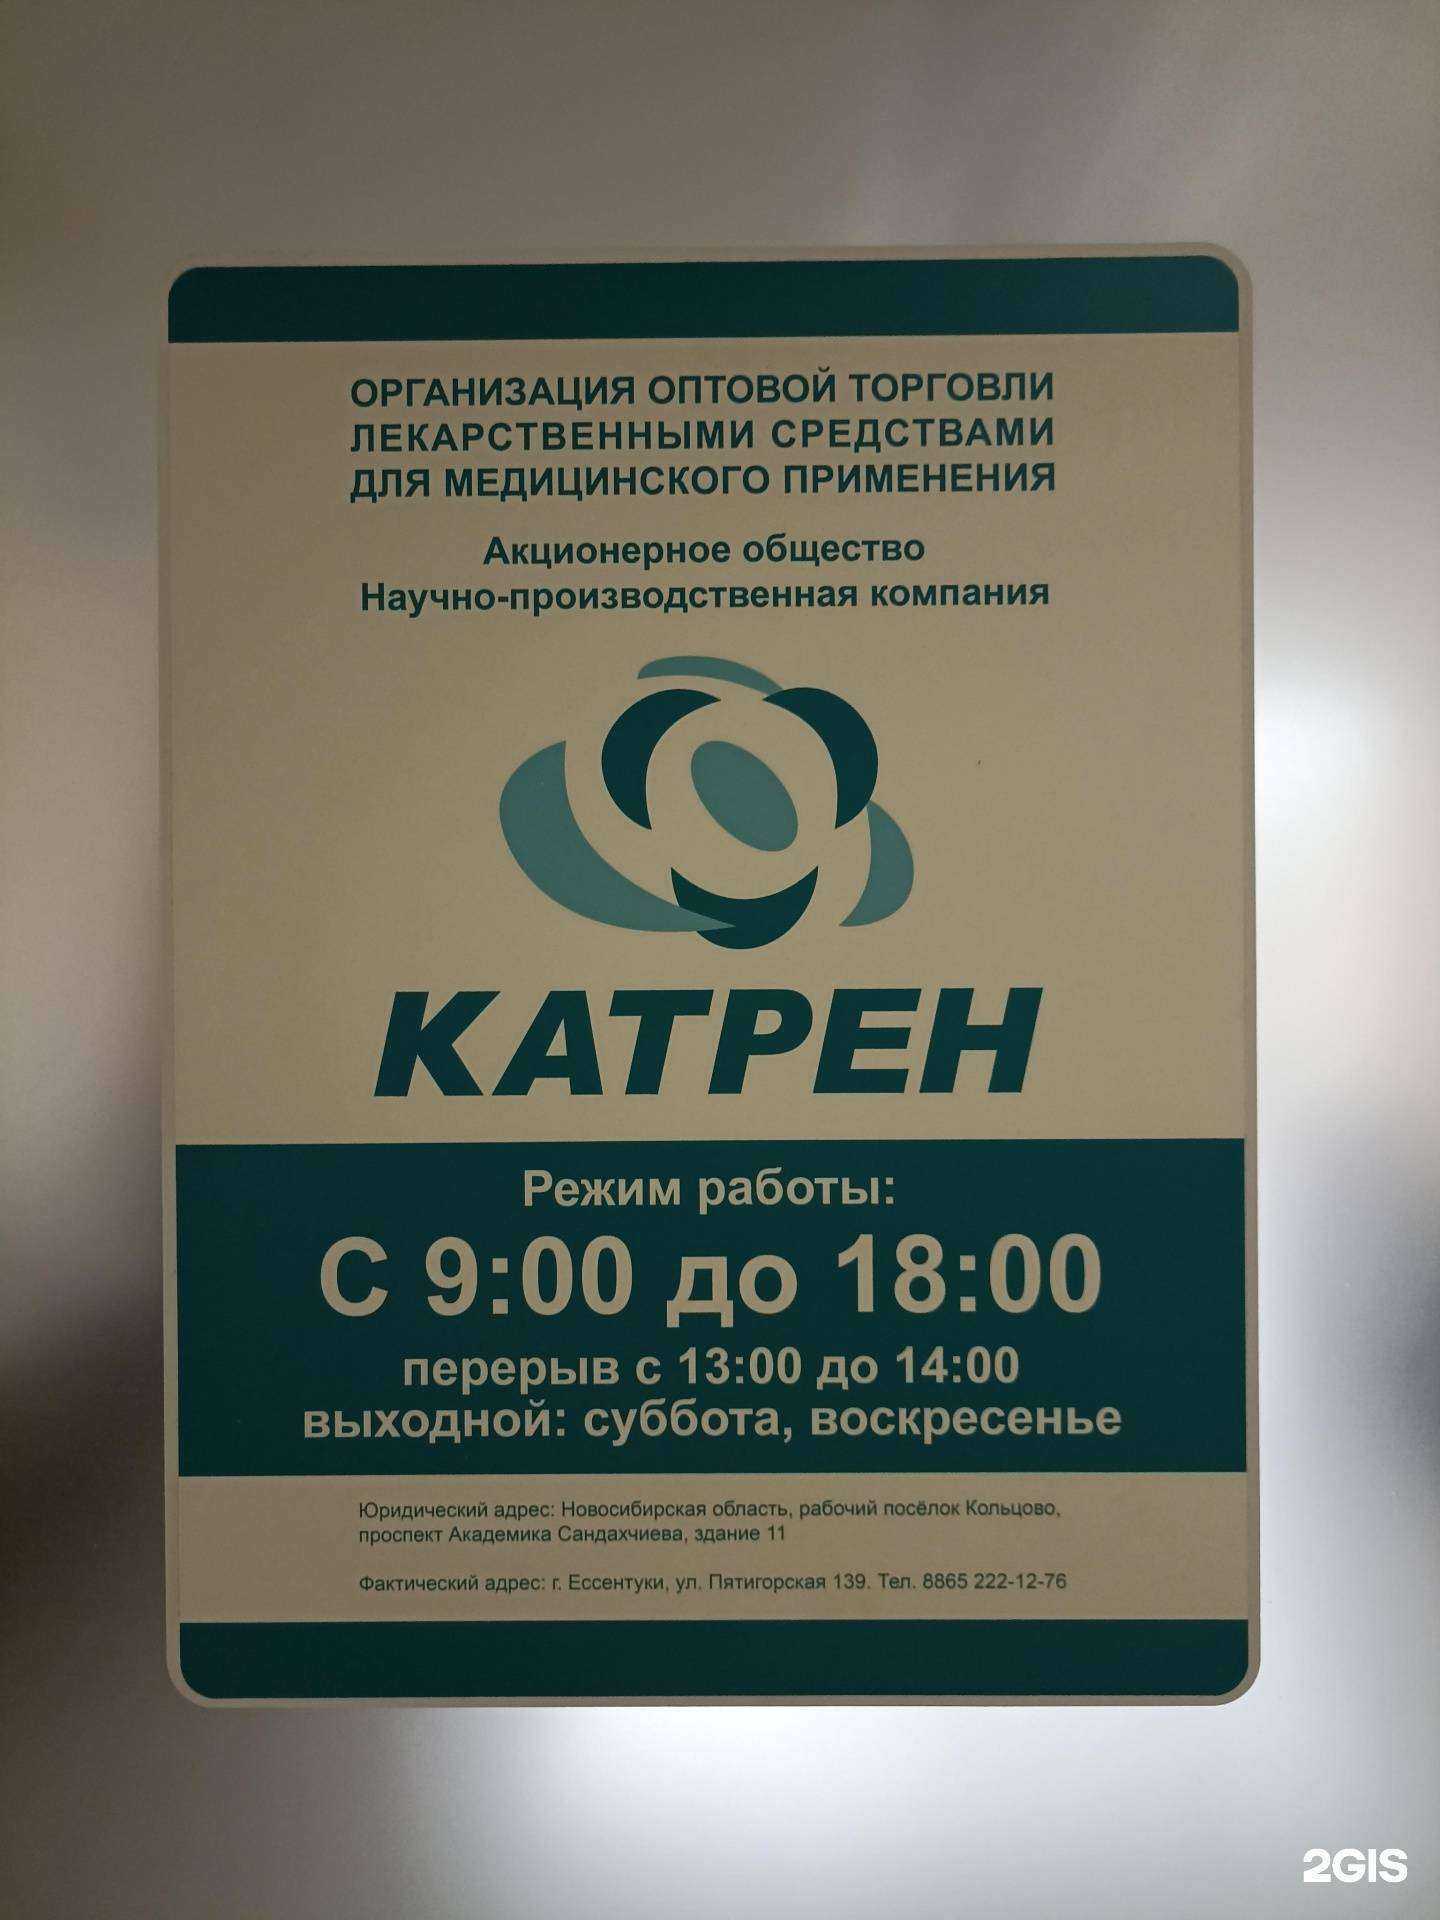 ОРГАНИЗАЦИЯ ОПТОВОЙ ТОРГОВЛИ
ЛЕКАРСТВЕННЫМИ СРЕДСТВАМИ
ДЛЯ МЕДИЦИНСКОГО ПРИМЕНЕНИЯ
Акционерное общество
Научно-производственная компания
КАТРЕН
Режим работы:
С 9:00 до 18:00
перерыв с 13:00 до 14:00
выходной: суббота, воскресенье
Юридический адрес: Новосибирская область, рабочий посёлок Кольцово,
проспект Академика Сандахчиева, здание 11
Фактический адрес: г. Ессентуки, ул. Пятигорская 139. Тел. 8865 222-12-76
2GIS